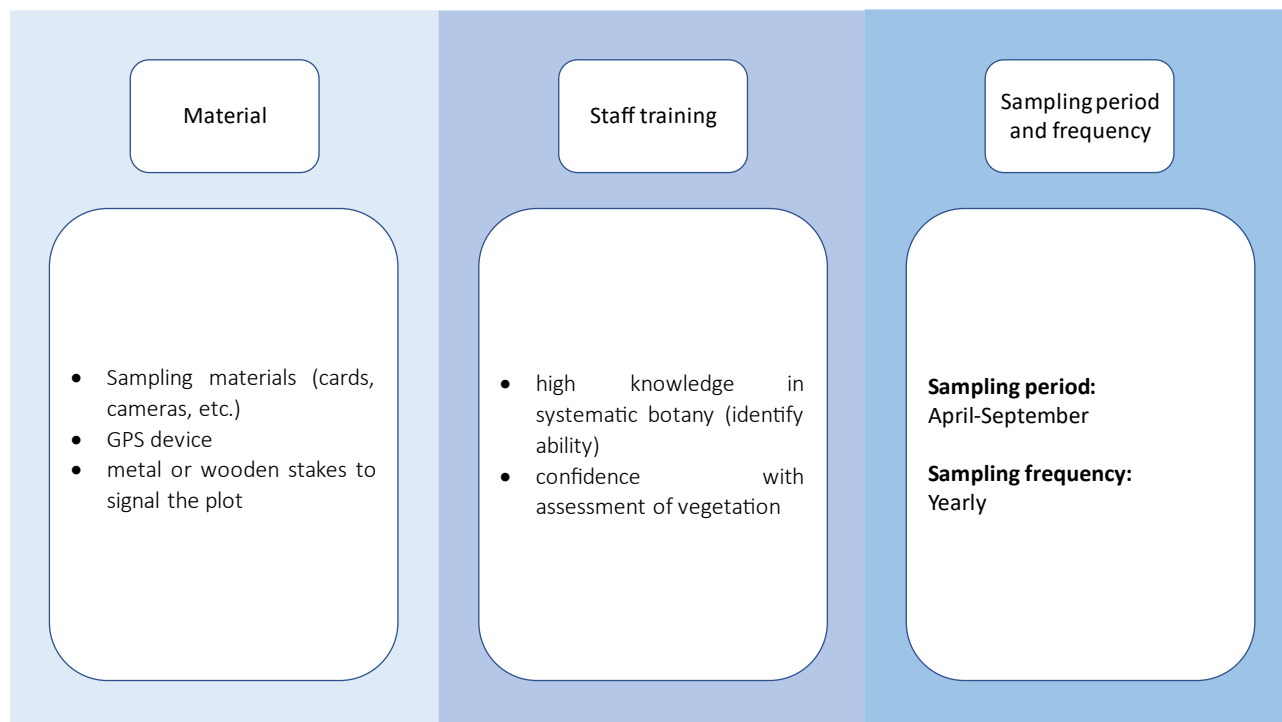 Material
Sampling materials (cards,
cameras, etc.)
GPS device
metal or wooden stakes to
signal the plot
Staff training
high knowledge in
systematic botany (identify
ability)
confidence with
assessment of vegetation
Sampling period
and frequency
Sampling period:
April-September
Sampling frequency:
Yearly